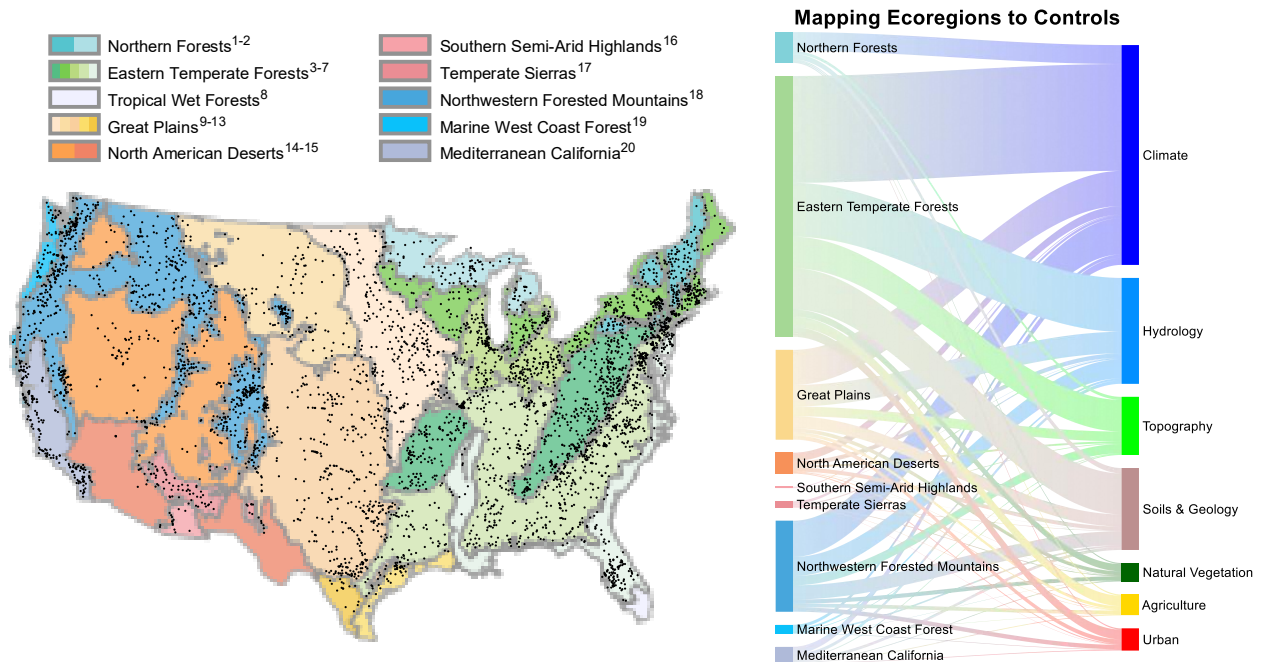 Northern Forests1-2
Eastern Temperate Forests3-7
Tropical Wet Forests8
Great Plains9-13
North American Deserts14-15
Southern Semi-Arid Highlands16
Temperate Sierras17
Northwestern Forested Mountains18
Marine West Coast Forest19
Mediterranean California20
Mapping Ecoregions to Controls
Northern Forests
Eastern Temperate Forests
Great Plains
North American Deserts
Southern Semi-Arid Highlands
Temperate Sierras
Northwestern Forested Mountains
Marine West Coast Forest
Mediterranean California
Climate
Hydrology
Topography
Soils & Geology
Natural Vegetation
Agriculture
Urban